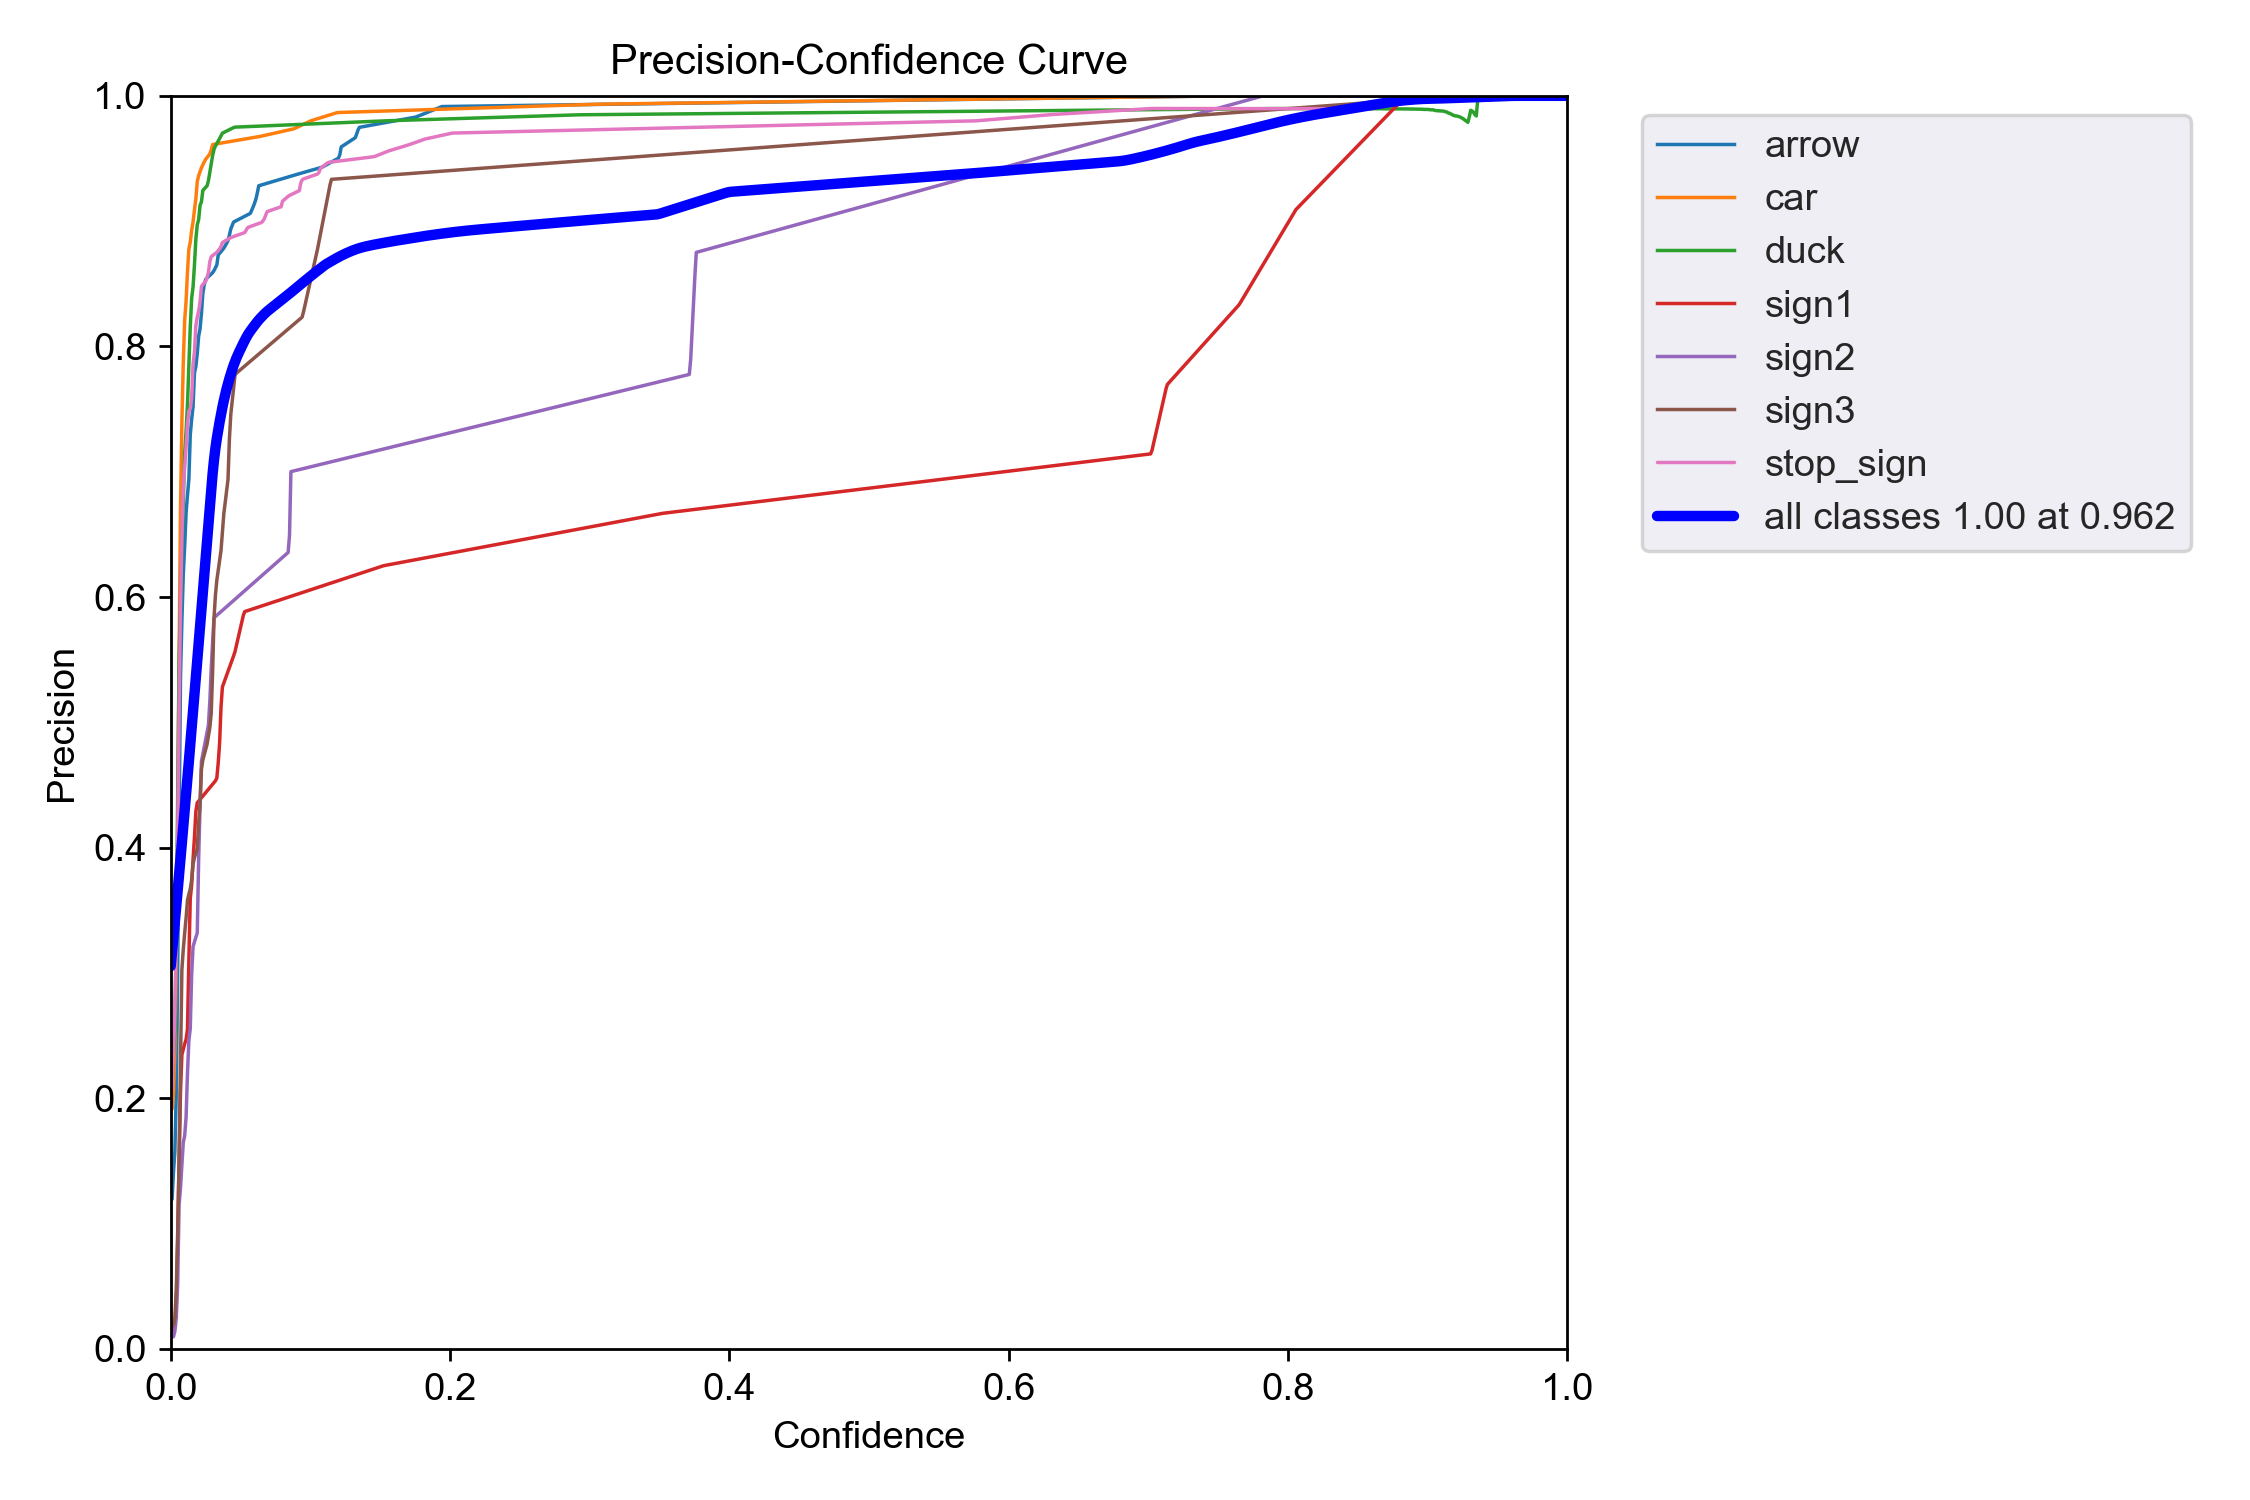 Precision-Confidence Curve
1.0
0.8
0.6
0.4
0.2
0.0
Precision
0.0 0.2 0.4 0.6 0.8 1.0
Confidence
arrow
car
duck
sign1
sign2
sign3
stop_sign
all classes 1.00 at 0.962